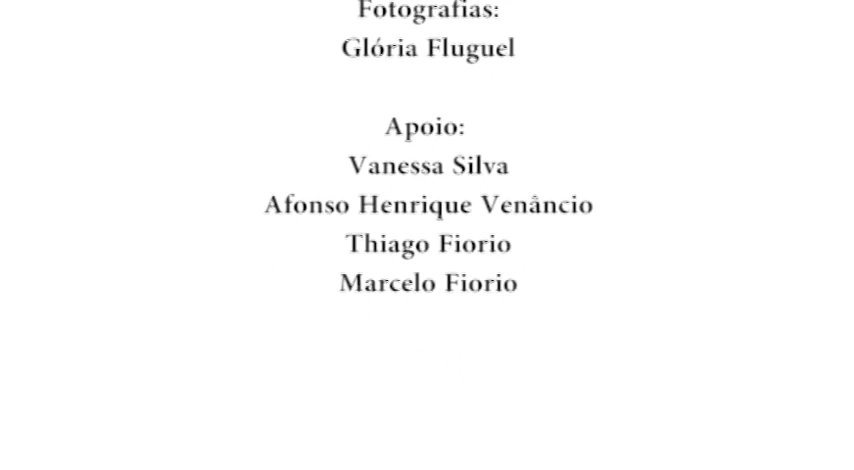 Fotografias:
Glória Fluguel
Apoio:
Vanessa Silva
Afonso Henrique Venâncio
Thiago Fiorio
Marcelo Fiorio